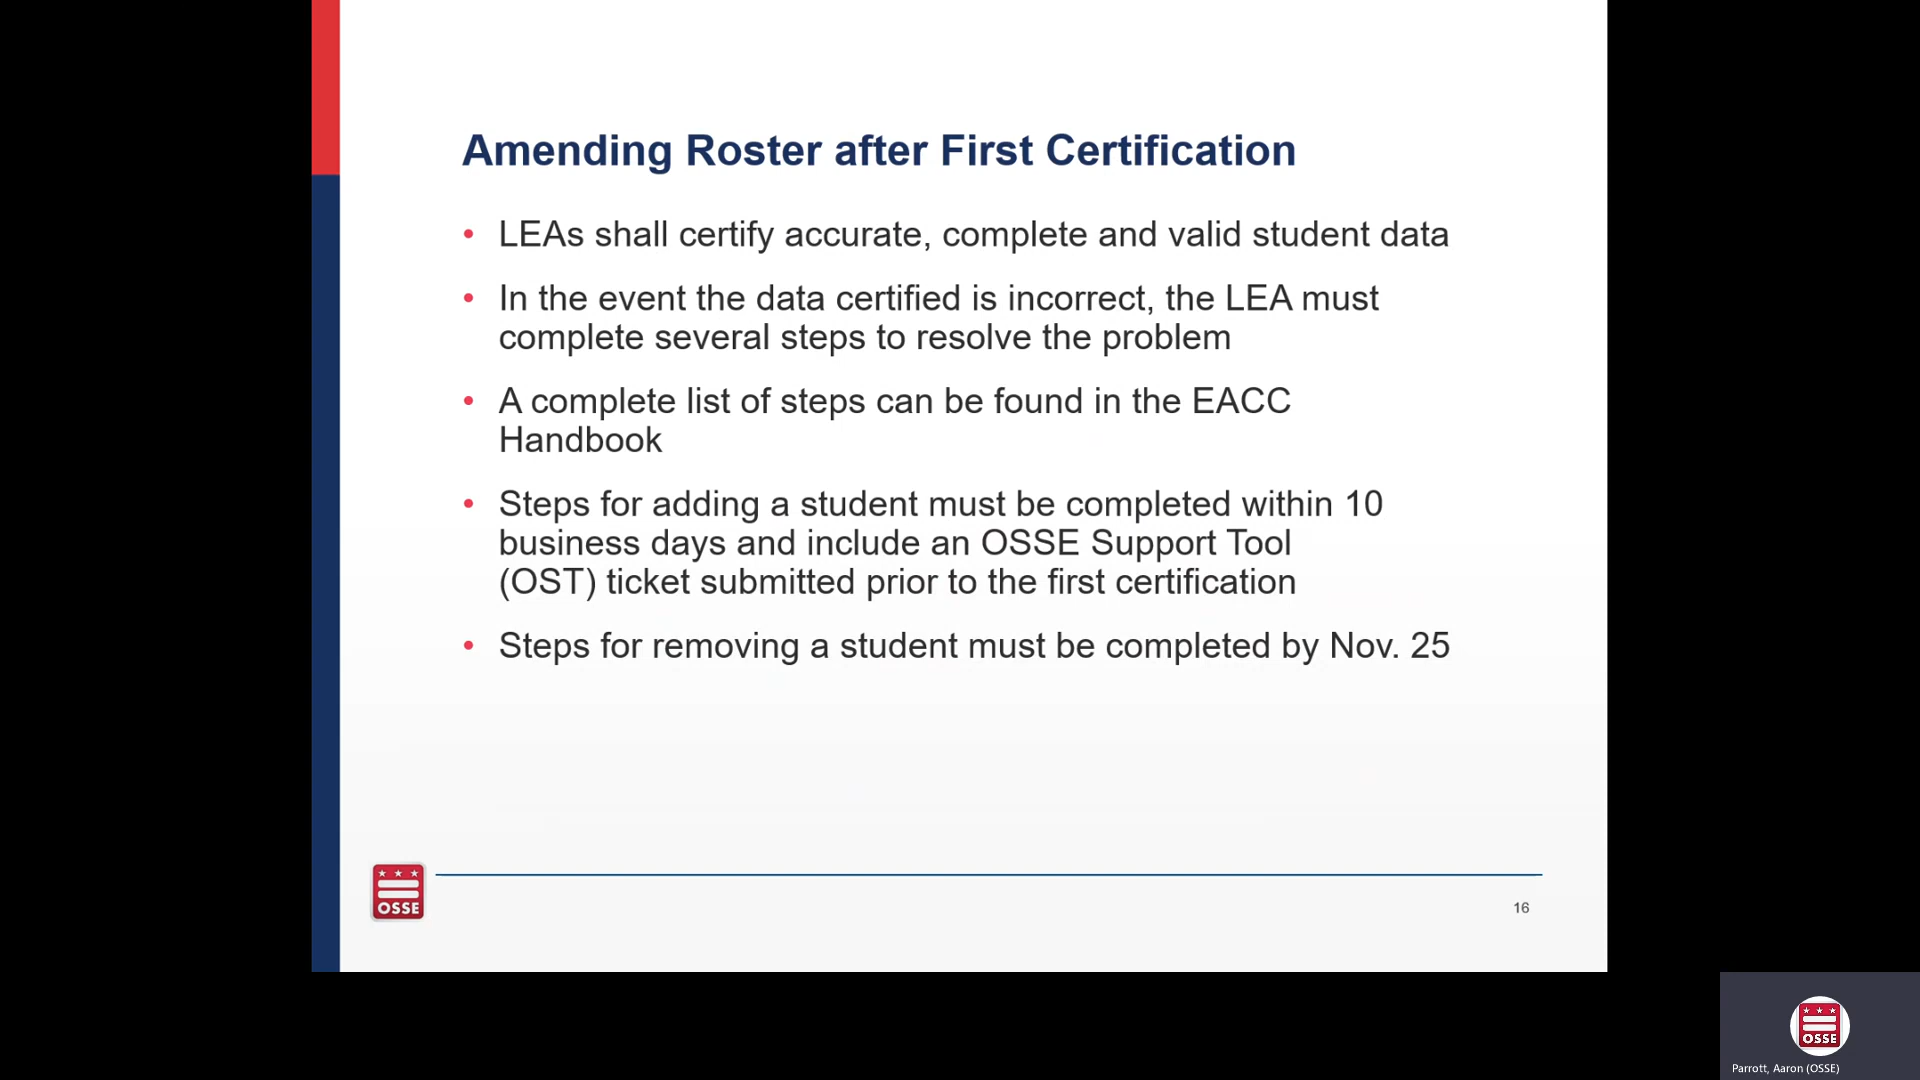 Amending Roster after First Certification
• LEAs shall certify accurate, complete and valid student data
• In the event the data certified is incorrect, the LEA must
complete several steps to resolve the problem
• A complete list of steps can be found in the EACC
Handbook
• Steps for adding a student must be completed within 10
business days and include an OSSE Support Tool
(OST) ticket submitted prior to the first certification
• Steps for removing a student must be completed by Nov. 25
OSSE
16
OSSE
Parrott, Aaron (OSSE)